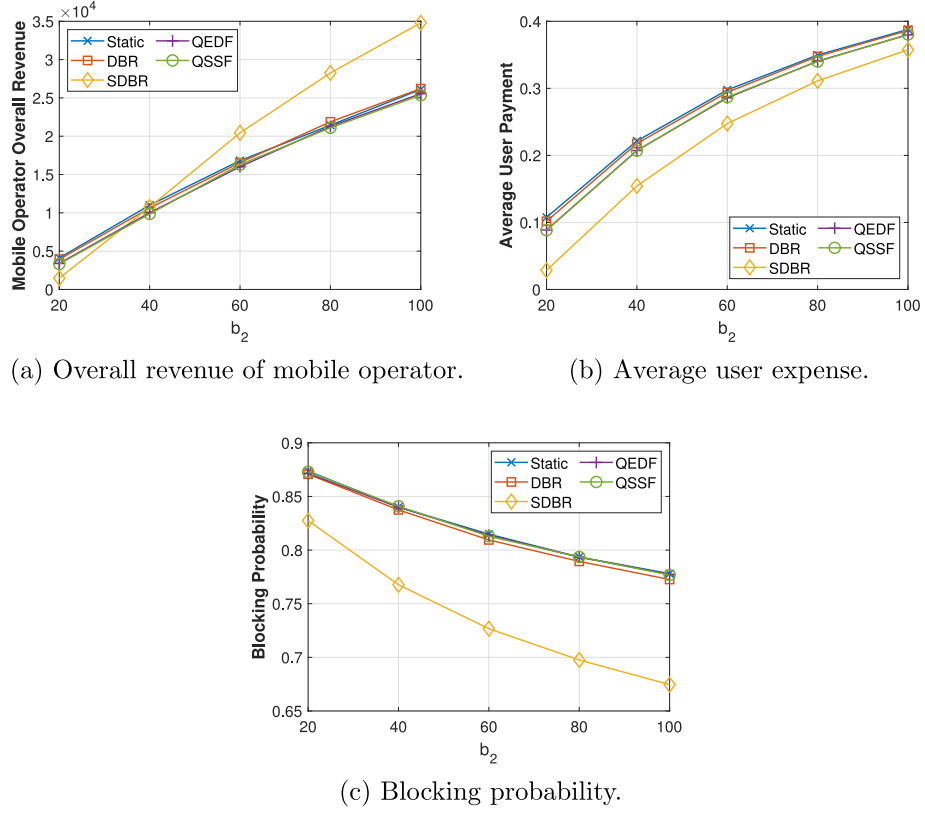 ×10⁴
3.5
3
2.5
2
1.5
1
0.5
0
20 40 60 80 100
Mobile Operator Overall Revenue
b₂
Static QEDF
DBR QSSF
SDBR
(a) Overall revenue of mobile operator.
0.4
0.3
0.2
0.1
0
20 40 60 80 100
Average User Payment
b₂
Static QEDF
DBR QSSF
SDBR
(b) Average user expense.
0.9
0.85
0.8
0.75
0.7
0.65
20 40 60 80 100
Blocking Probability
b₂
Static QEDF
DBR QSSF
SDBR
(c) Blocking probability.